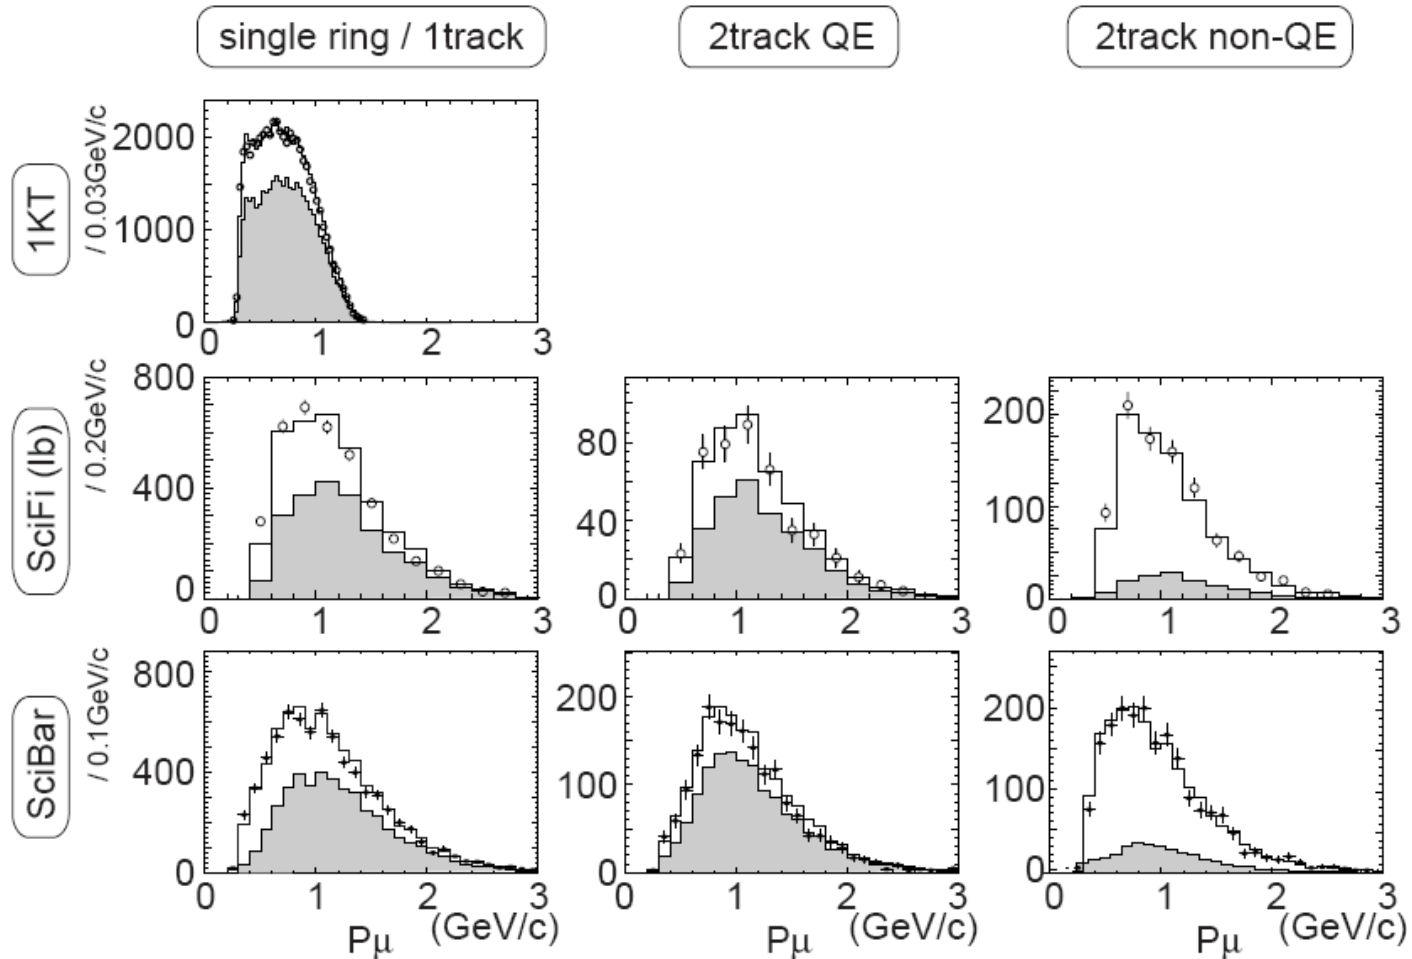 single ring / 1track
2track QE
2track non-QE
1KT
/ 0.03GeV/c
2000
1000
0
0 1 2 3
SciFi (Ib)
/ 0.2GeV/c
800
400
0
0 1 2 3
80
40
0
0 1 2 3
200
100
0
0 1 2 3
SciBar
/ 0.1GeV/c
800
400
0
0 1 2 3
Pμ (GeV/c)
200
100
0
0 1 2 3
Pμ (GeV/c)
200
100
0
0 1 2 3
Pμ (GeV/c)